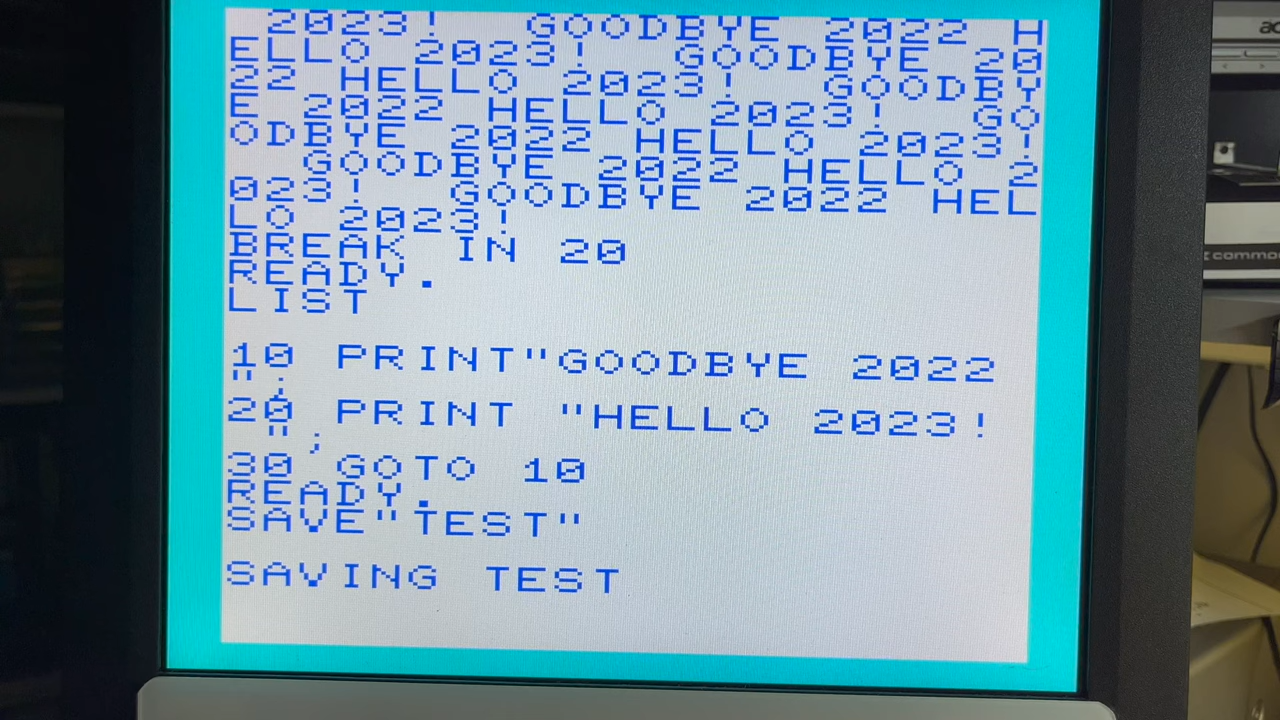 2023!  GOODBYE 2022 H
ELLO 2023!   GOODBYE 20
22 HELLO 2023!   GOODBY
E 2022 HELLO 2023!   GO
ODBYE 2022 HELLO 2023!
GOODBYE 2022 HELLO 2
023!   GOODBYE 2022 HEL
LO 2023!
BREAK IN 20
READY.
LIST
10 PRINT"GOODBYE 2022
";
20 PRINT "HELLO 2023!
";
30 GOTO 10
READY.
SAVE"TEST"
SAVING TEST
ac
commo